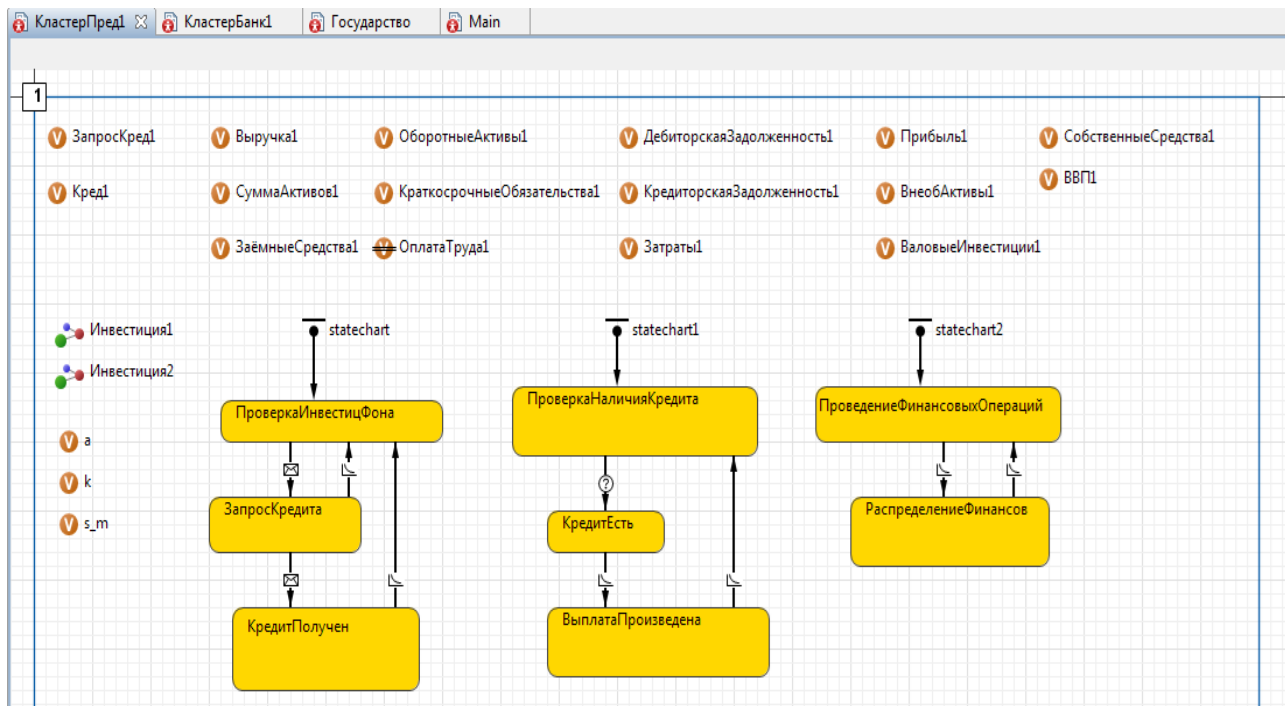 КластерПред1 КластерБанк1 Государство Main
1
ЗапросКред1 Выручка1 ОборотныеАктивы1 ДебиторскаяЗадолженность1 Прибыль1 СобственныеСредства1
Кред1 СуммаАктивов1 КраткосрочныеОбязательства1 КредиторскаяЗадолженность1 ВнеобАктивы1 ВВП1
ЗаёмныеСредства1 ОплатаТруда1 Затраты1 ВаловыеИнвестиции1
Инвестиция1 statechart statechart1 statechart2
Инвестиция2
ПроверкаИнвестицФона ПроверкаНаличияКредита ПроведениеФинансовыхОпераций
a
k
ЗапросКредита РаспределениеФинансов
s_m КредитЕсть
КредитПолучен ВыплатаПроизведена